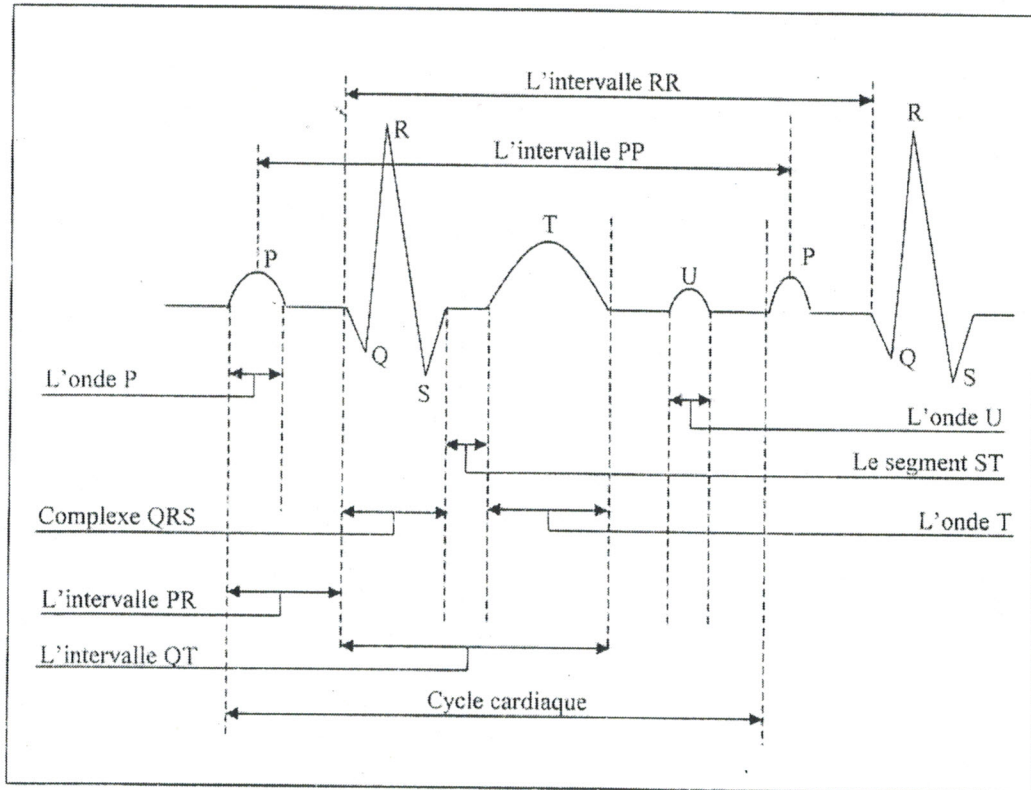 L'intervalle RR
R
R
L'intervalle PP
T
P
U
P
Q
S
Q
S
L'onde P
L'onde U
Le segment ST
Complexe QRS
L'onde T
L'intervalle PR
L'intervalle QT
Cycle cardiaque